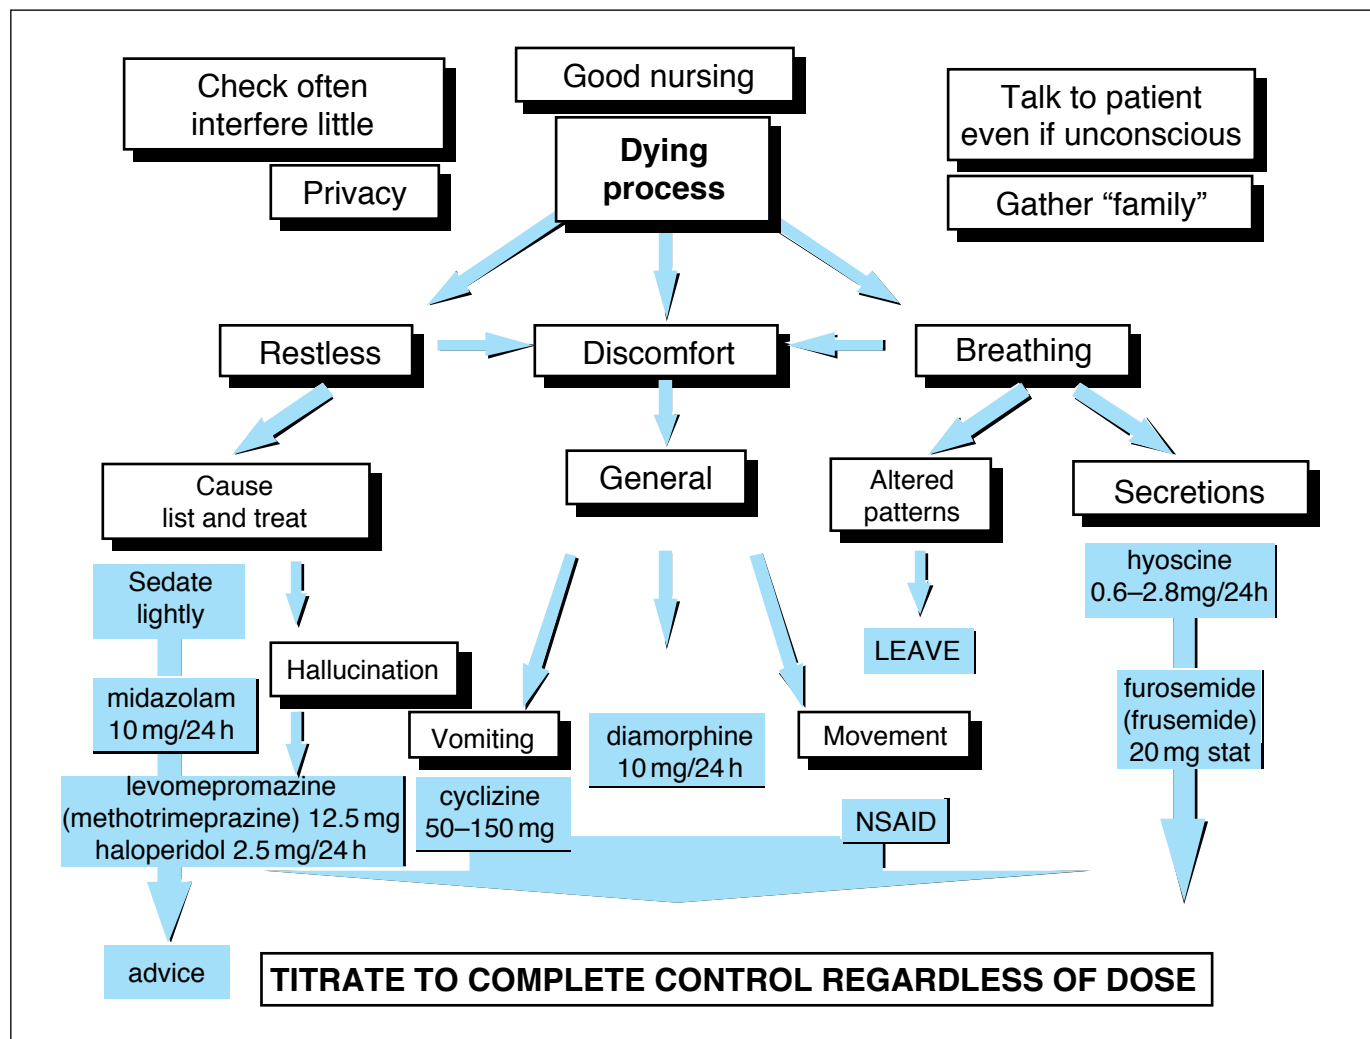 Check often
interfere little
Privacy
Good nursing
Dying
process
Talk to patient
even if unconscious
Gather “family”
Restless
Discomfort
Breathing
Cause
list and treat
General
Altered
patterns
Secretions
Sedate
lightly
hyoscine
0.6–2.8mg/24h
LEAVE
Hallucination
midazolam
10 mg/24 h
furosemide
(frusemide)
20 mg stat
Vomiting
diamorphine
10 mg/24 h
Movement
levomepromazine
(methotrimeprazine) 12.5 mg
haloperidol 2.5 mg/24 h
cyclizine
50–150 mg
NSAID
advice
TITRATE TO COMPLETE CONTROL REGARDLESS OF DOSE